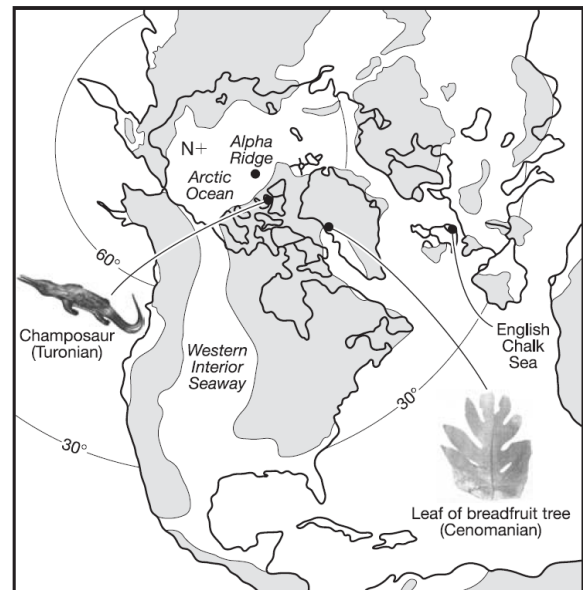 N+
Alpha
Ridge
Arctic
Ocean
60°
Champosaur
(Turonian)
Western
Interior
Seaway
English
Chalk
Sea
30°
30°
Leaf of breadfruit tree
(Cenomanian)